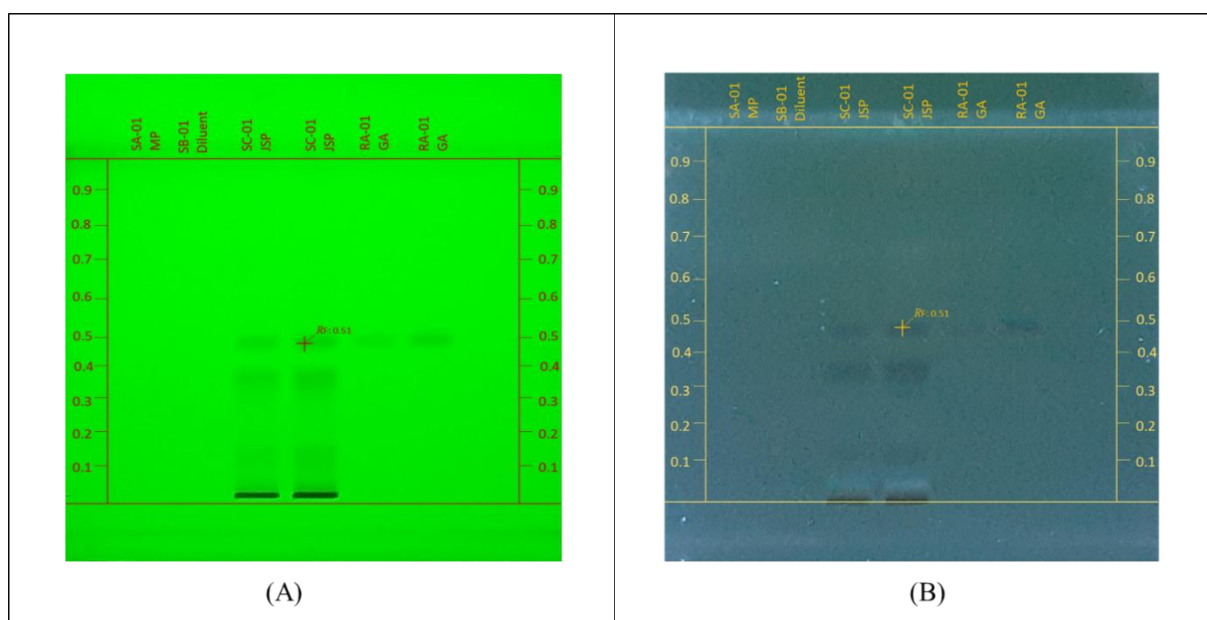 SA-01
MP
SB-01
Diluent
SC-01
JSP
SC-01
JSP
RA-01
GA
RA-01
GA
0.9
0.8
0.7
0.6
0.5
0.4
0.3
0.2
0.1
0.9
0.8
0.7
0.6
0.5
0.4
0.3
0.2
0.1
RF: 0.51
(A)
SA-01
MP
SB-01
Diluent
SC-01
JSP
SC-01
JSP
RA-01
GA
RA-01
GA
0.9
0.8
0.7
0.6
0.5
0.4
0.3
0.2
0.1
0.9
0.8
0.7
0.6
0.5
0.4
0.3
0.2
0.1
RF: 0.51
(B)